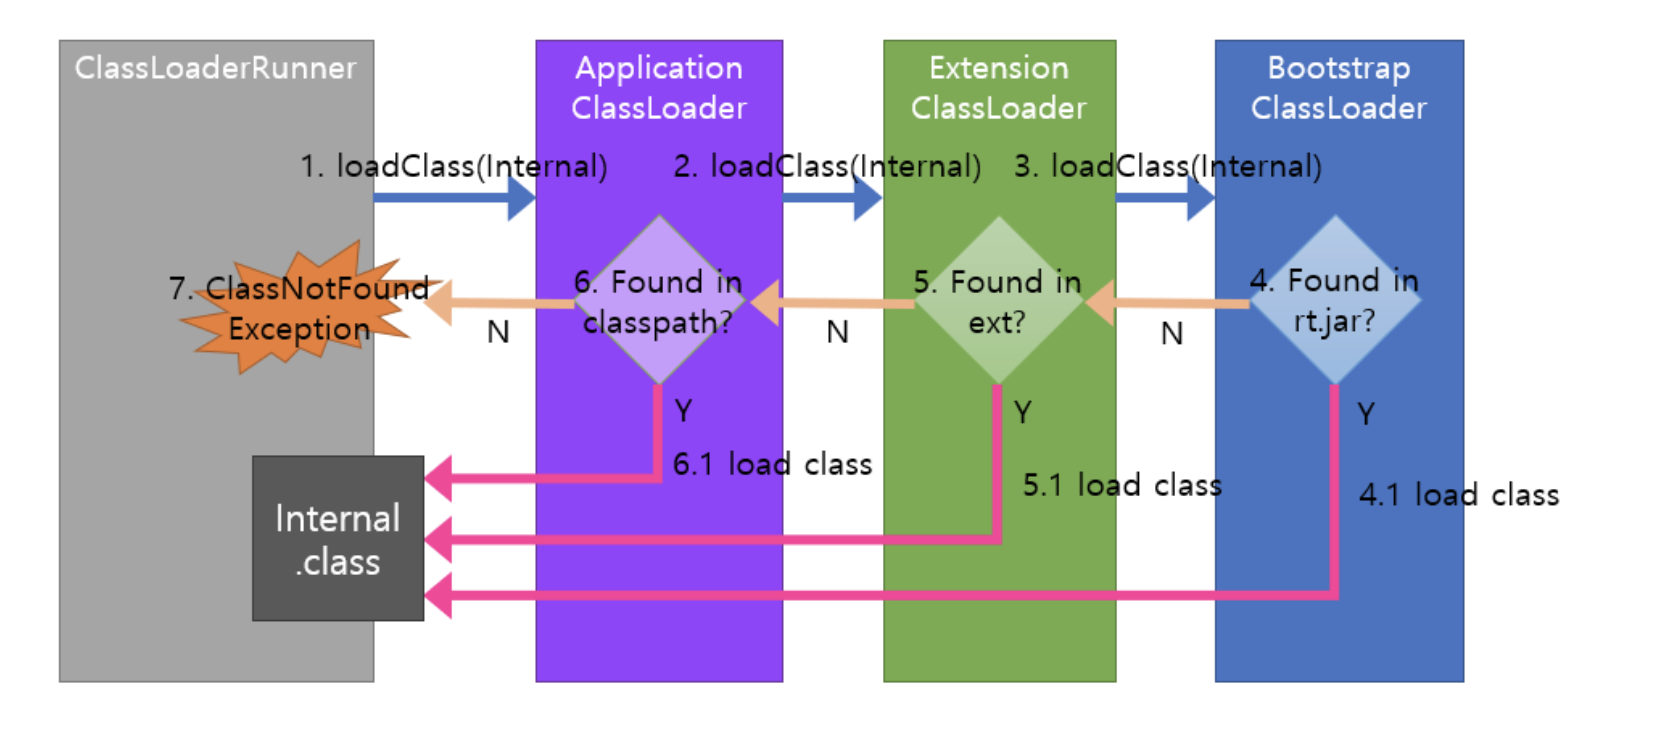 ClassLoaderRunner
Application
ClassLoader
Extension
ClassLoader
Bootstrap
ClassLoader
1. loadClass(Internal)
2. loadClass(Internal)
3. loadClass(Internal)
7. ClassNotFound
Exception
N
6. Found in
classpath?
N
5. Found in
ext?
N
4. Found in
rt.jar?
Y
6.1 load class
Y
5.1 load class
Y
4.1 load class
Internal
.class